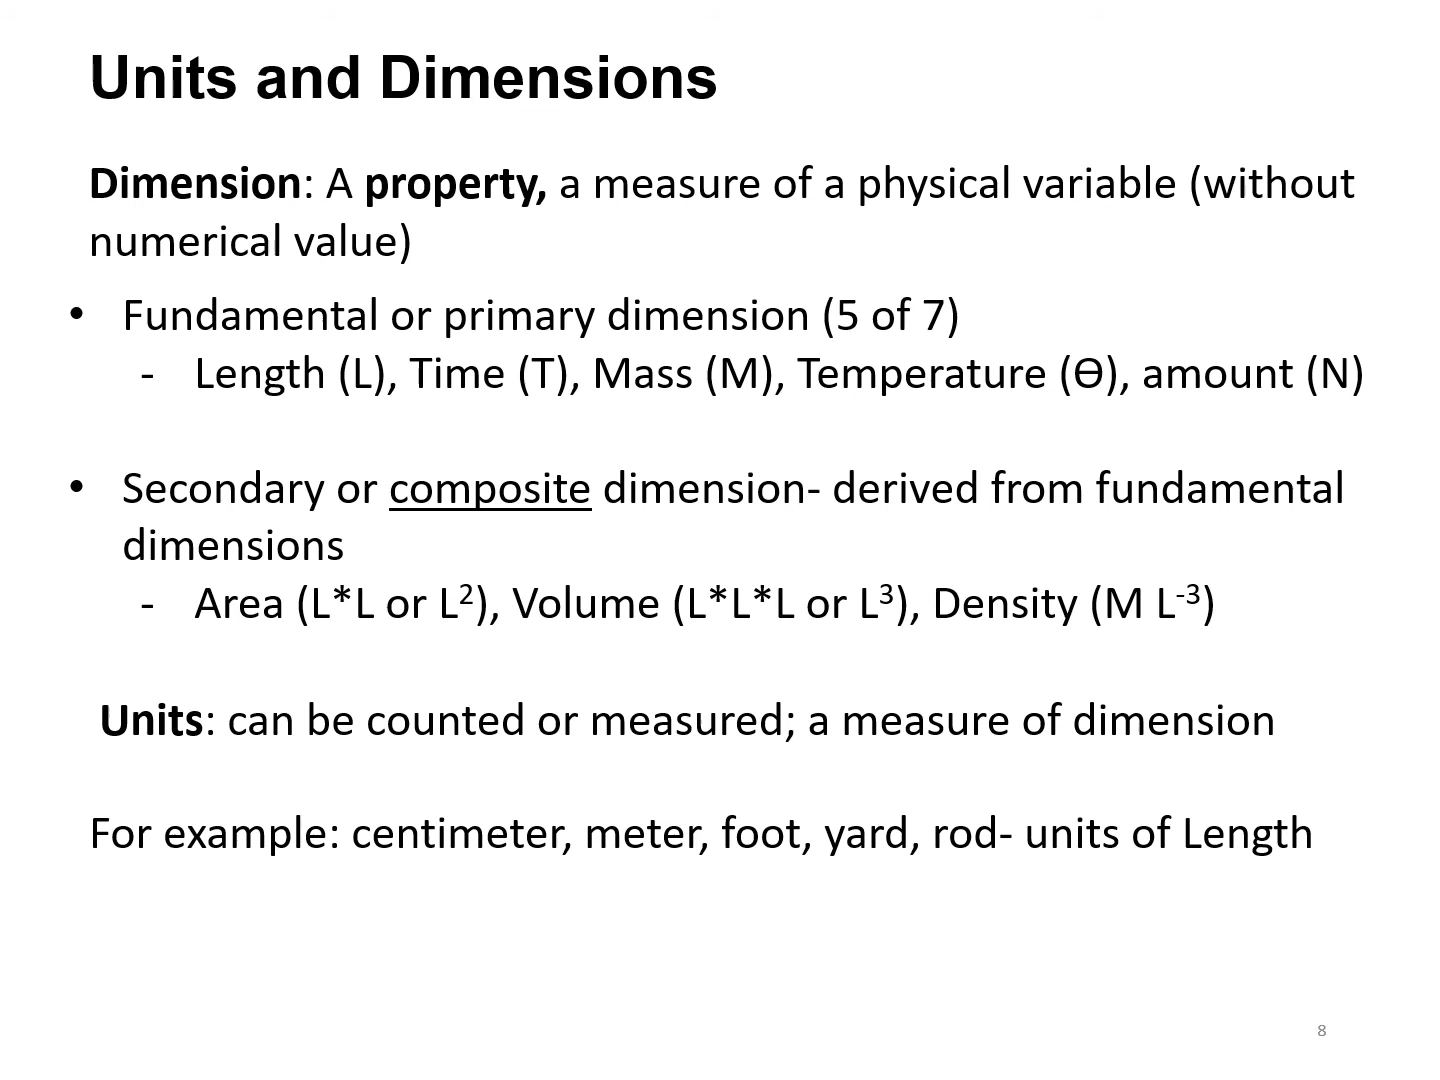 Units and Dimensions
Dimension: A property, a measure of a physical variable (without
numerical value)
• Fundamental or primary dimension (5 of 7)
- Length (L), Time (T), Mass (M), Temperature (Ɵ), amount (N)
• Secondary or composite dimension- derived from fundamental
dimensions
- Area (L*L or L²), Volume (L*L*L or L³), Density (M L⁻³)
Units: can be counted or measured; a measure of dimension
For example: centimeter, meter, foot, yard, rod- units of Length
8